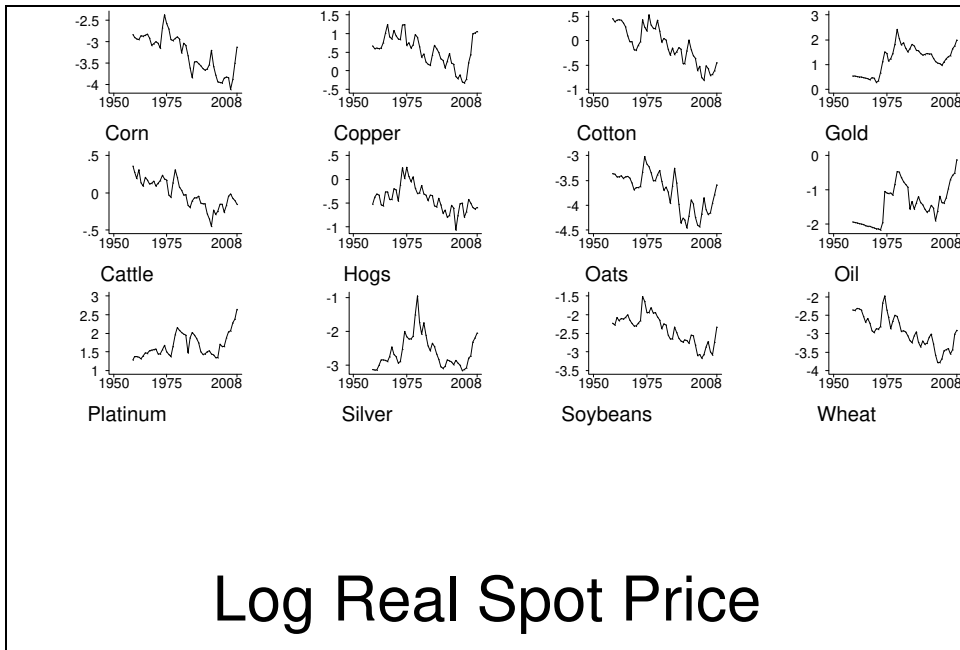 -2.5
-3
-3.5
-4
1950 1975 2008
Corn
1.5
1
.5
0
-.5
1950 1975 2008
Copper
.5
0
-.5
-1
1950 1975 2008
Cotton
3
2
1
0
1950 1975 2008
Gold
.5
0
-.5
1950 1975 2008
Cattle
.5
0
-.5
-1
1950 1975 2008
Hogs
-3
-3.5
-4
-4.5
1950 1975 2008
Oats
0
-1
-2
1950 1975 2008
Oil
3
2.5
2
1.5
1
1950 1975 2008
Platinum
-1
-2
-3
1950 1975 2008
Silver
-1.5
-2
-2.5
-3
-3.5
1950 1975 2008
Soybeans
-2
-2.5
-3
-3.5
-4
1950 1975 2008
Wheat
Log Real Spot Price